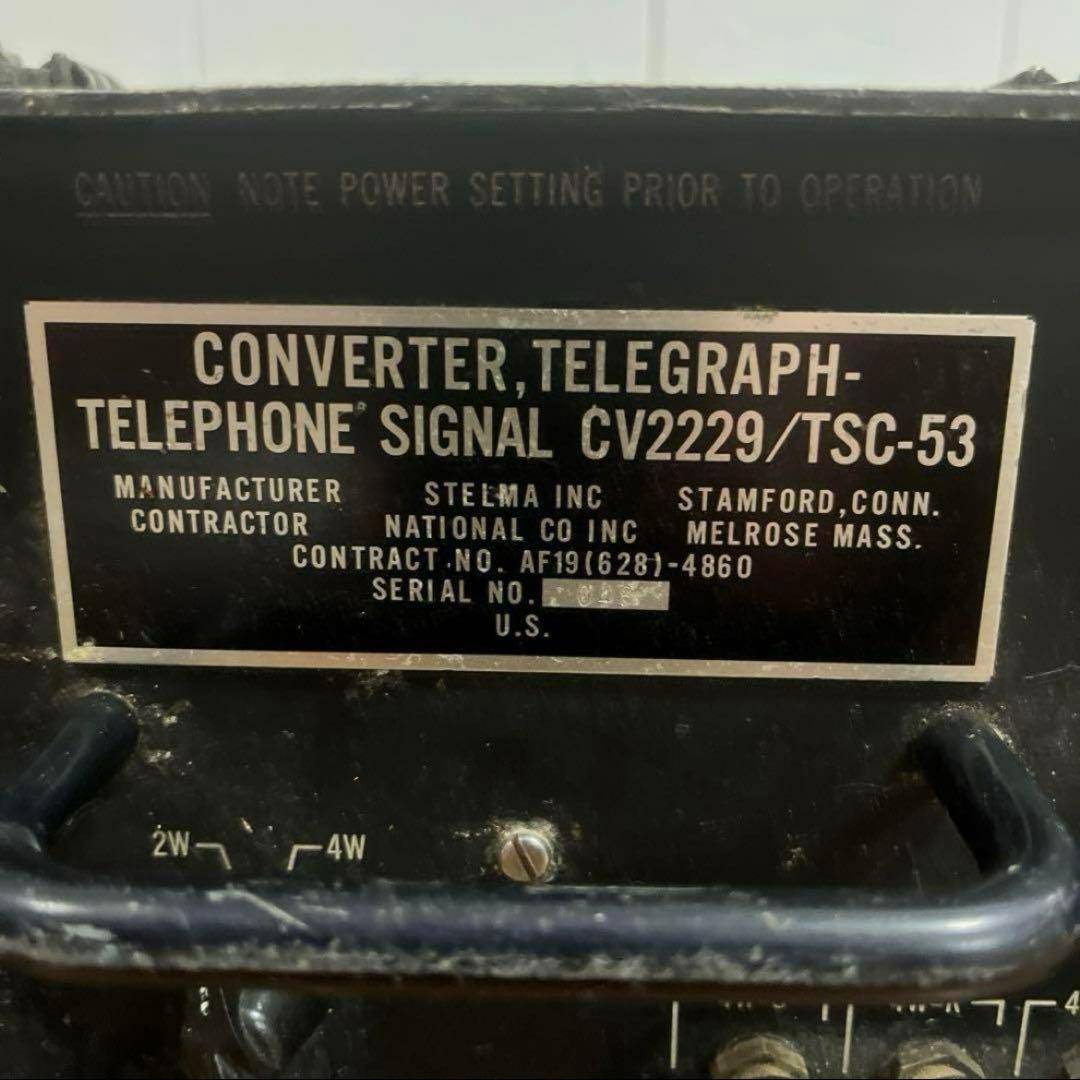 CAUTION NOTE POWER SETTING PRIOR TO OPERATION
CONVERTER, TELEGRAPH-
TELEPHONE SIGNAL CV2229/TSC-53
MANUFACTURER STELMA INC STAMFORD, CONN.
CONTRACTOR NATIONAL CO INC MELROSE MASS.
CONTRACT NO. AF19(628)-4860
SERIAL NO.
U.S.
2W 4W
4